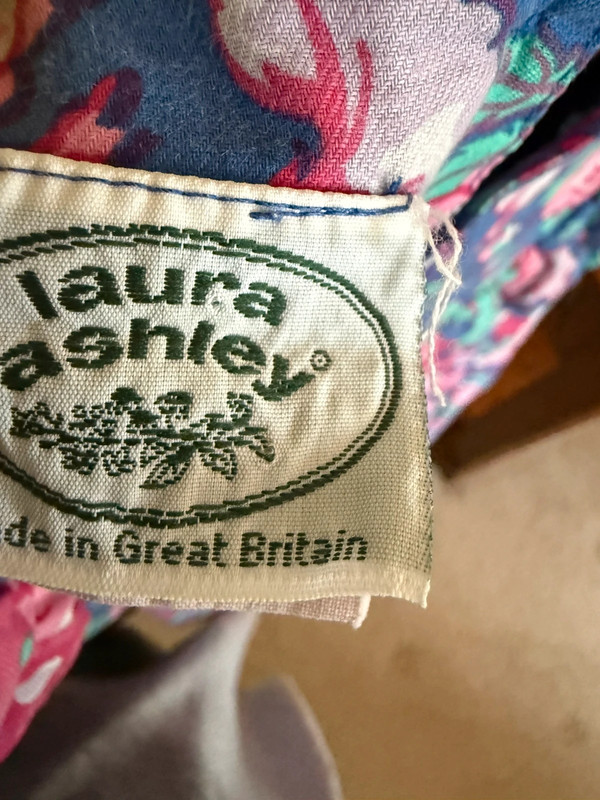 laura
ashley®
de in Great Britain